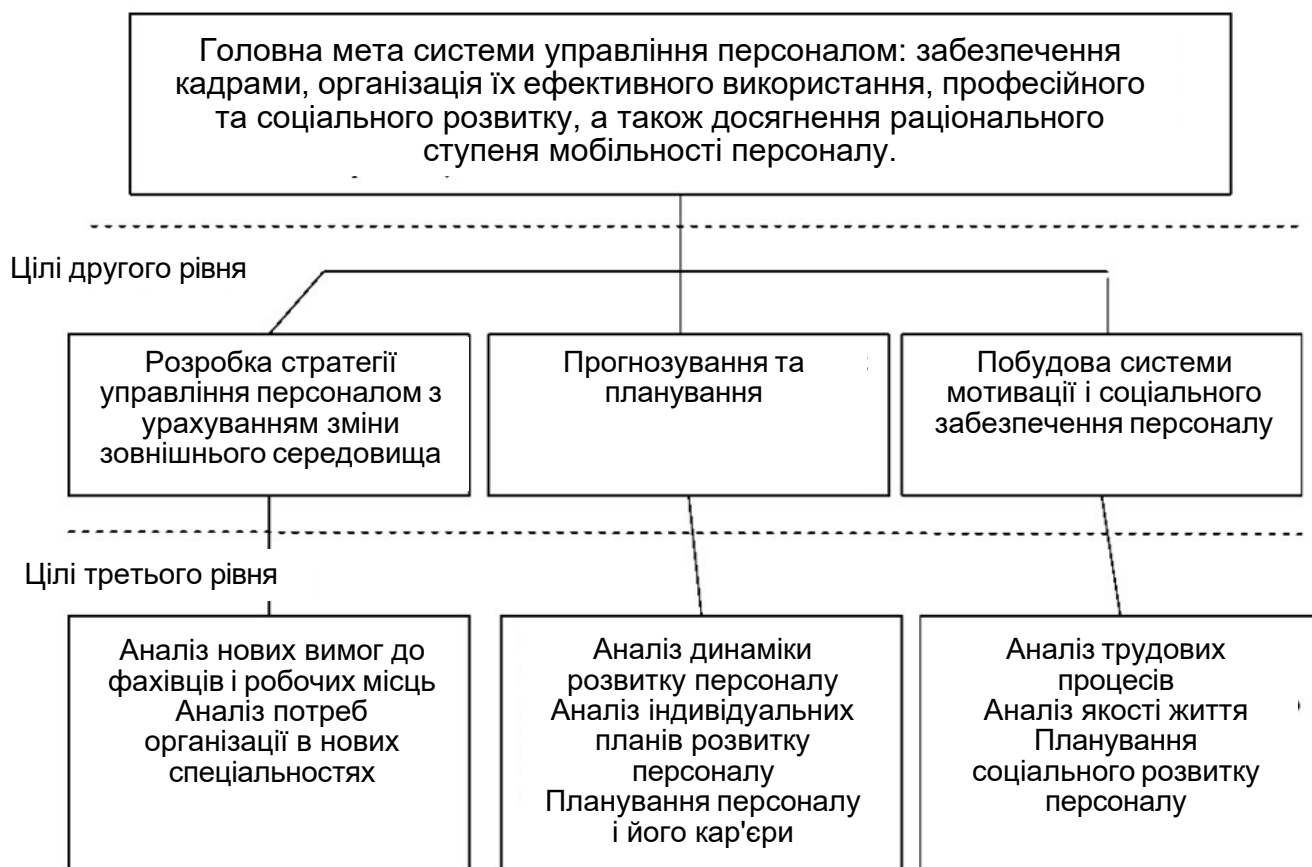 Головна мета системи управління персоналом: забезпечення
кадрами, організація їх ефективного використання, професійного
та соціального розвитку, а також досягнення раціонального
ступеня мобільності персоналу.
Цілі другого рівня
Розробка стратегії
управління персоналом з
урахуванням зміни
зовнішнього середовища
Прогнозування та
планування
Побудова системи
мотивації і соціального
забезпечення персоналу
Цілі третього рівня
Аналіз нових вимог до
фахівців і робочих місць
Аналіз потреб
організації в нових
спеціальностях
Аналіз динаміки
розвитку персоналу
Аналіз індивідуальних
планів розвитку
персоналу
Планування персоналу
і його кар'єри
Аналіз трудових
процесів
Аналіз якості життя
Планування
соціального розвитку
персоналу